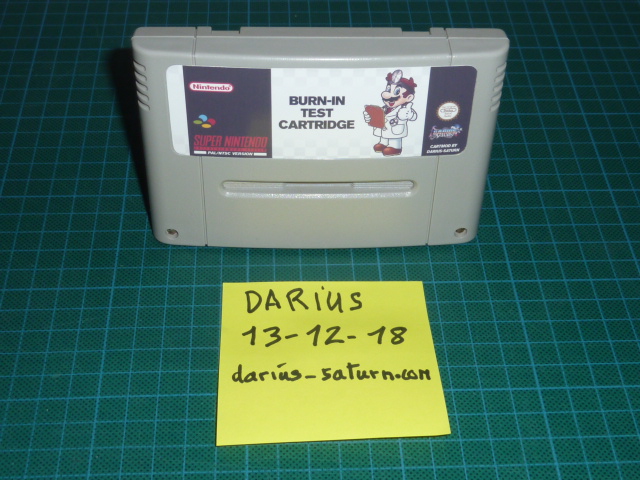 Nintendo
SUPER NINTENDO
PAL/NTSC VERSION
BURN-IN
TEST
CARTRIDGE
CARTMOD BY
DARIUS-SATURN
DARius
13-12-18
darius-saturn.com